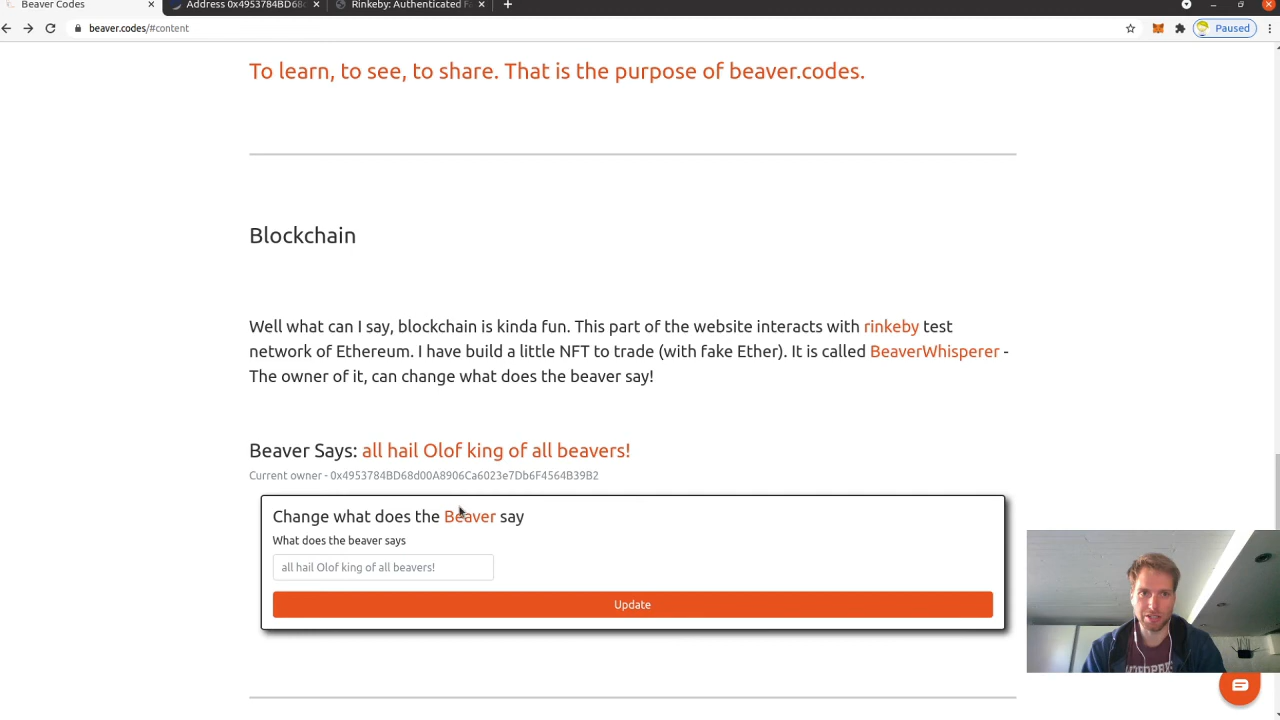 Beaver Codes
Address 0x4953784BD68
Rinkeby: Authenticated Fa
beaver.codes/#content
Paused
To learn, to see, to share. That is the purpose of beaver.codes.
Blockchain
Well what can I say, blockchain is kinda fun. This part of the website interacts with rinkeby test
network of Ethereum. I have build a little NFT to trade (with fake Ether). It is called BeaverWhisperer -
The owner of it, can change what does the beaver say!
Beaver Says: all hail Olof king of all beavers!
Current owner - 0x4953784BD68d00A8906Ca6023e7Db6F4564B39B2
Change what does the Beaver say
What does the beaver says
all hail Olof king of all beavers!
Update